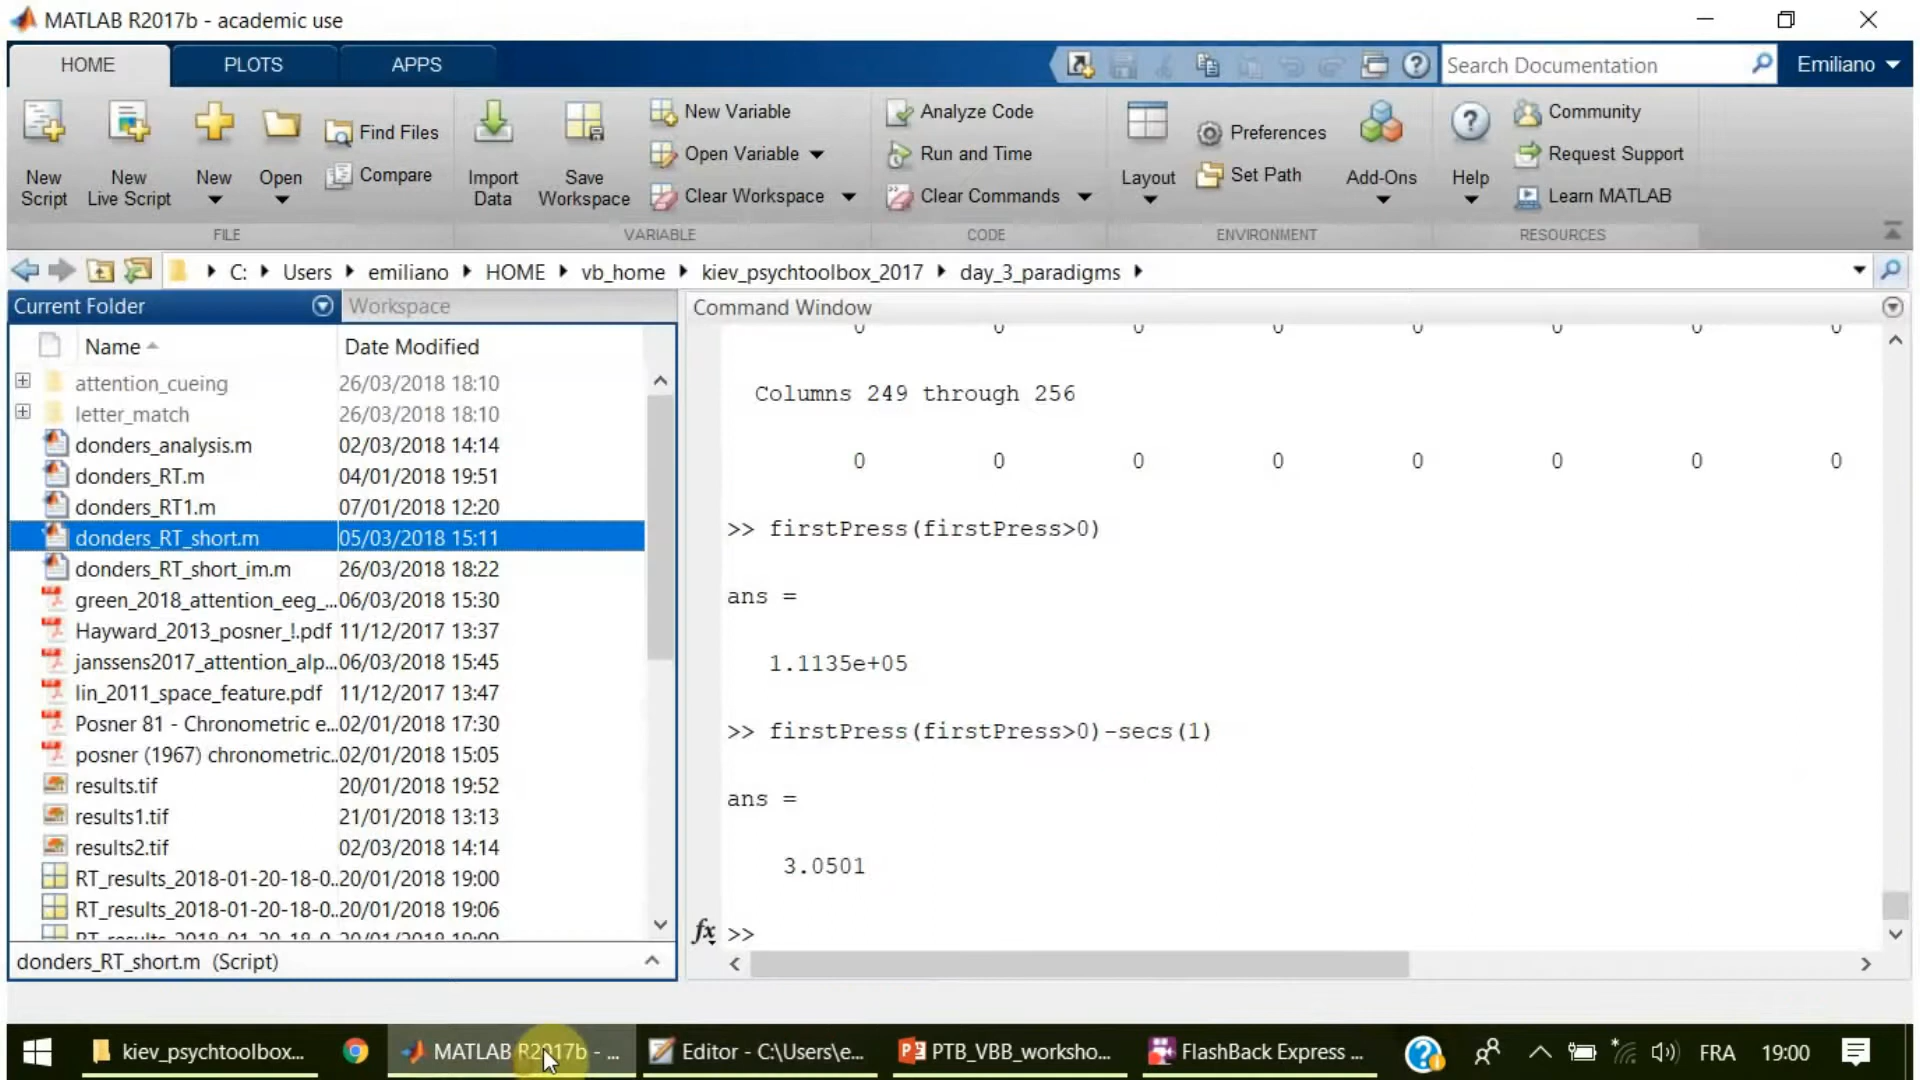 MATLAB R2017b - academic use
HOME PLOTS APPS
Search Documentation
Emiliano
New Script
New Live Script
New
Open
Find Files
Compare
FILE
Import Data
Save Workspace
New Variable
Open Variable
Clear Workspace
VARIABLE
Analyze Code
Run and Time
Clear Commands
CODE
Layout
Preferences
Set Path
Add-Ons
ENVIRONMENT
Help
Community
Request Support
Learn MATLAB
RESOURCES
C: Users emiliano HOME vb_home kiev_psychtoolbox_2017 day_3_paradigms
Current Folder Workspace
Name Date Modified
attention_cueing 26/03/2018 18:10
letter_match 26/03/2018 18:10
donders_analysis.m 02/03/2018 14:14
donders_RT.m 04/01/2018 19:51
donders_RT1.m 07/01/2018 12:20
donders_RT_short.m 05/03/2018 15:11
donders_RT_short_im.m 26/03/2018 18:22
green_2018_attention_eeg_... 06/03/2018 15:30
Hayward_2013_posner_!.pdf 11/12/2017 13:37
janssens2017_attention_alp... 06/03/2018 15:45
lin_2011_space_feature.pdf 11/12/2017 13:47
Posner 81 - Chronometric e... 02/01/2018 17:30
posner (1967) chronometric.. 02/01/2018 15:05
results.tif 20/01/2018 19:52
results1.tif 21/01/2018 13:13
results2.tif 02/03/2018 14:14
RT_results_2018-01-20-18-0.. 20/01/2018 19:00
RT_results_2018-01-20-18-0.. 20/01/2018 19:06
donders_RT_short.m (Script)
Command Window
0 0 0 0 0 0 0 0
Columns 249 through 256
0 0 0 0 0 0 0 0
>> firstPress(firstPress>0)
ans =
1.1135e+05
>> firstPress(firstPress>0)-secs(1)
ans =
3.0501
fx >>
kiev_psychtoolbox... MATLAB R2017b - ... Editor - C:\Users\e... PTB_VBB_worksho... FlashBack Express ... FRA 19:00